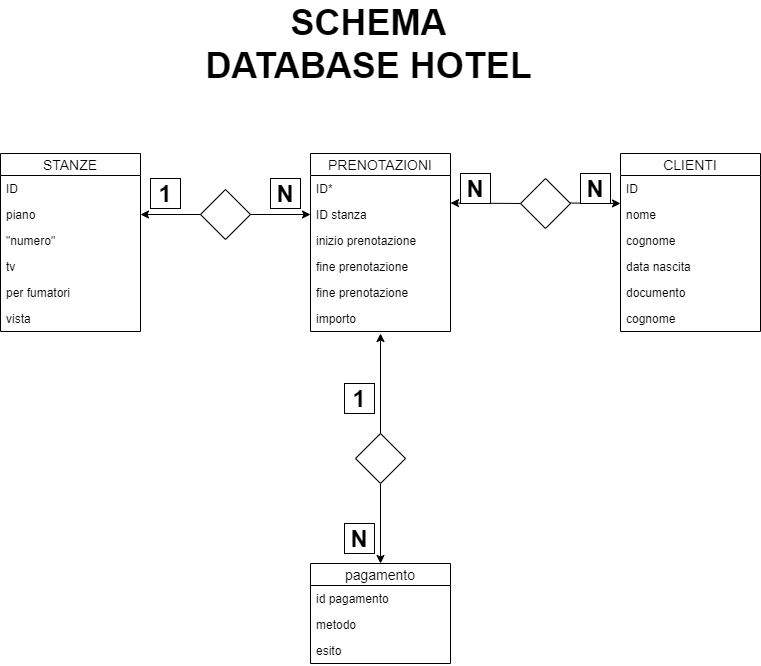 SCHEMA
DATABASE HOTEL
STANZE
ID
piano
"numero"
tv
per fumatori
vista
1
N
PRENOTAZIONI
ID*
ID stanza
inizio prenotazione
fine prenotazione
fine prenotazione
importo
N
N
CLIENTI
ID
nome
cognome
data nascita
documento
cognome
1
N
pagamento
id pagamento
metodo
esito